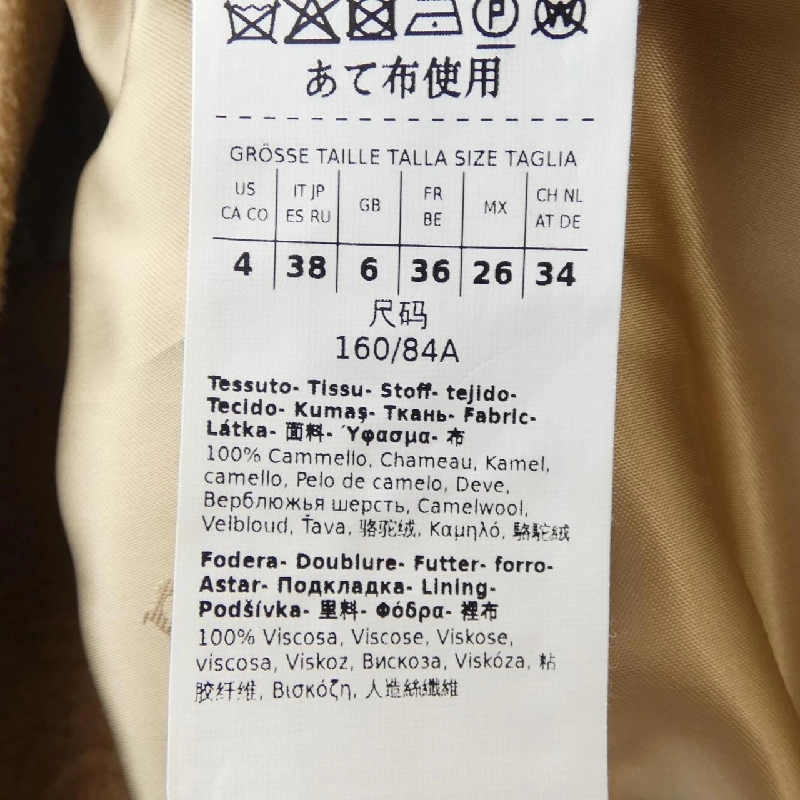 P W
あて布使用
GRÖSSE TAILLE TALLA SIZE TAGLIA
US IT JP GB FR MX CH NL
CA CO ES RU BE AT DE
4 38 6 36 26 34
尺码
160/84A
Tessuto- Tissu- Stoff- tejido-
Tecido- Kumaş- Ткань- Fabric-
Látka- 面料- Ύφασμα- 布
100% Cammello, Chameau, Kamel,
camello, Pelo de camelo, Deve,
Верблюжья шерсть, Camelwool,
Velbloud, Ťava, 骆驼绒, Καμηλό, 駱駝絨
Fodera- Doublure- Futter- forro-
Astar- Подкладка- Lining-
Podšívka- 里料- Φόδρα- 裡布
100% Viscosa, Viscose, Viskose,
viscosa, Viskoz, Вискоза, Viskóza, 粘
胶纤维, Βισκόζη, 人造絲纖維